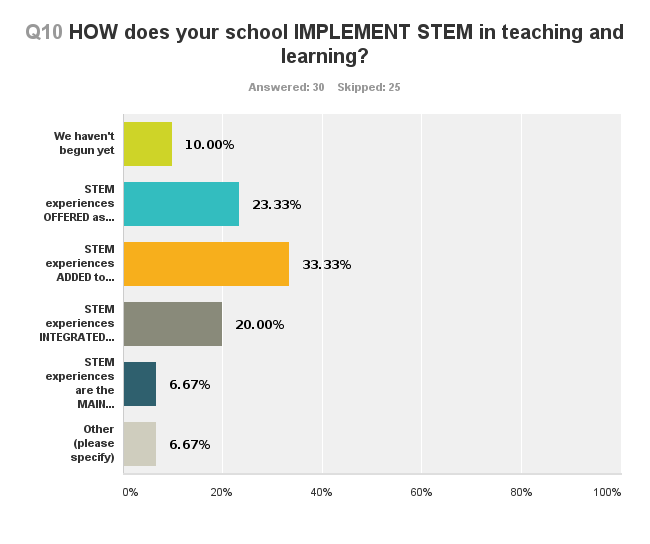 Q10 HOW does your school IMPLEMENT STEM in teaching and
learning?
Answered: 30 Skipped: 25
We haven't
begun yet
10.00%
STEM
experiences
OFFERED as...
23.33%
STEM
experiences
ADDED to...
33.33%
STEM
experiences
INTEGRATED...
20.00%
STEM
experiences
are the
MAIN...
6.67%
Other
(please
specify)
6.67%
0% 20% 40% 60% 80% 100%